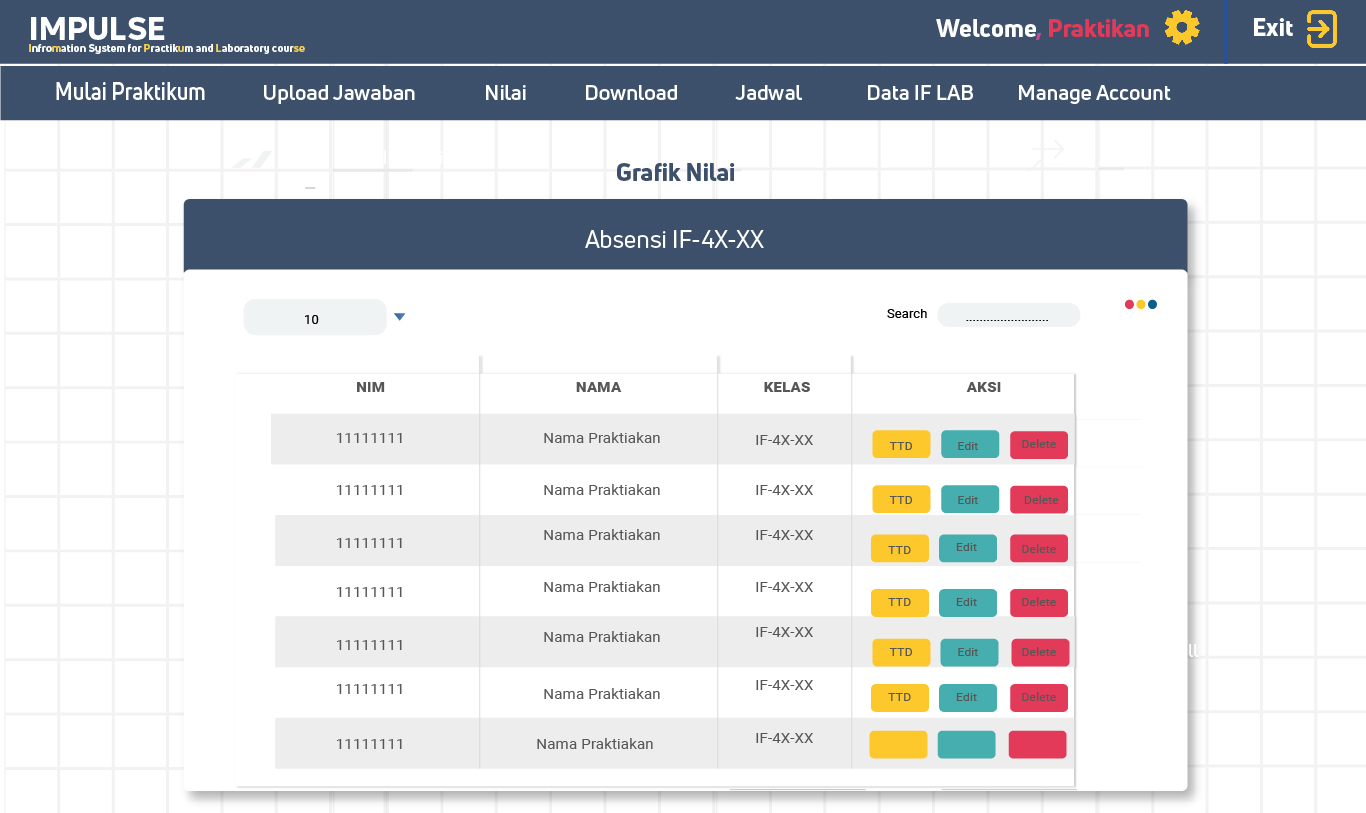 IMPULSE
Infromation System for Practikum and Laboratory course
Welcome, Praktikan
Exit
Mulai Praktikum Upload Jawaban Nilai Download Jadwal Data IF LAB Manage Account
Grafik Nilai
Absensi IF-4X-XX
10
Search ........................
NIM NAMA KELAS AKSI
11111111 Nama Praktiakan IF-4X-XX TTD Edit Delete
11111111 Nama Praktiakan IF-4X-XX TTD Edit Delete
11111111 Nama Praktiakan IF-4X-XX TTD Edit Delete
11111111 Nama Praktiakan IF-4X-XX TTD Edit Delete
11111111 Nama Praktiakan IF-4X-XX TTD Edit Delete
11111111 Nama Praktiakan IF-4X-XX TTD Edit Delete
11111111 Nama Praktiakan IF-4X-XX